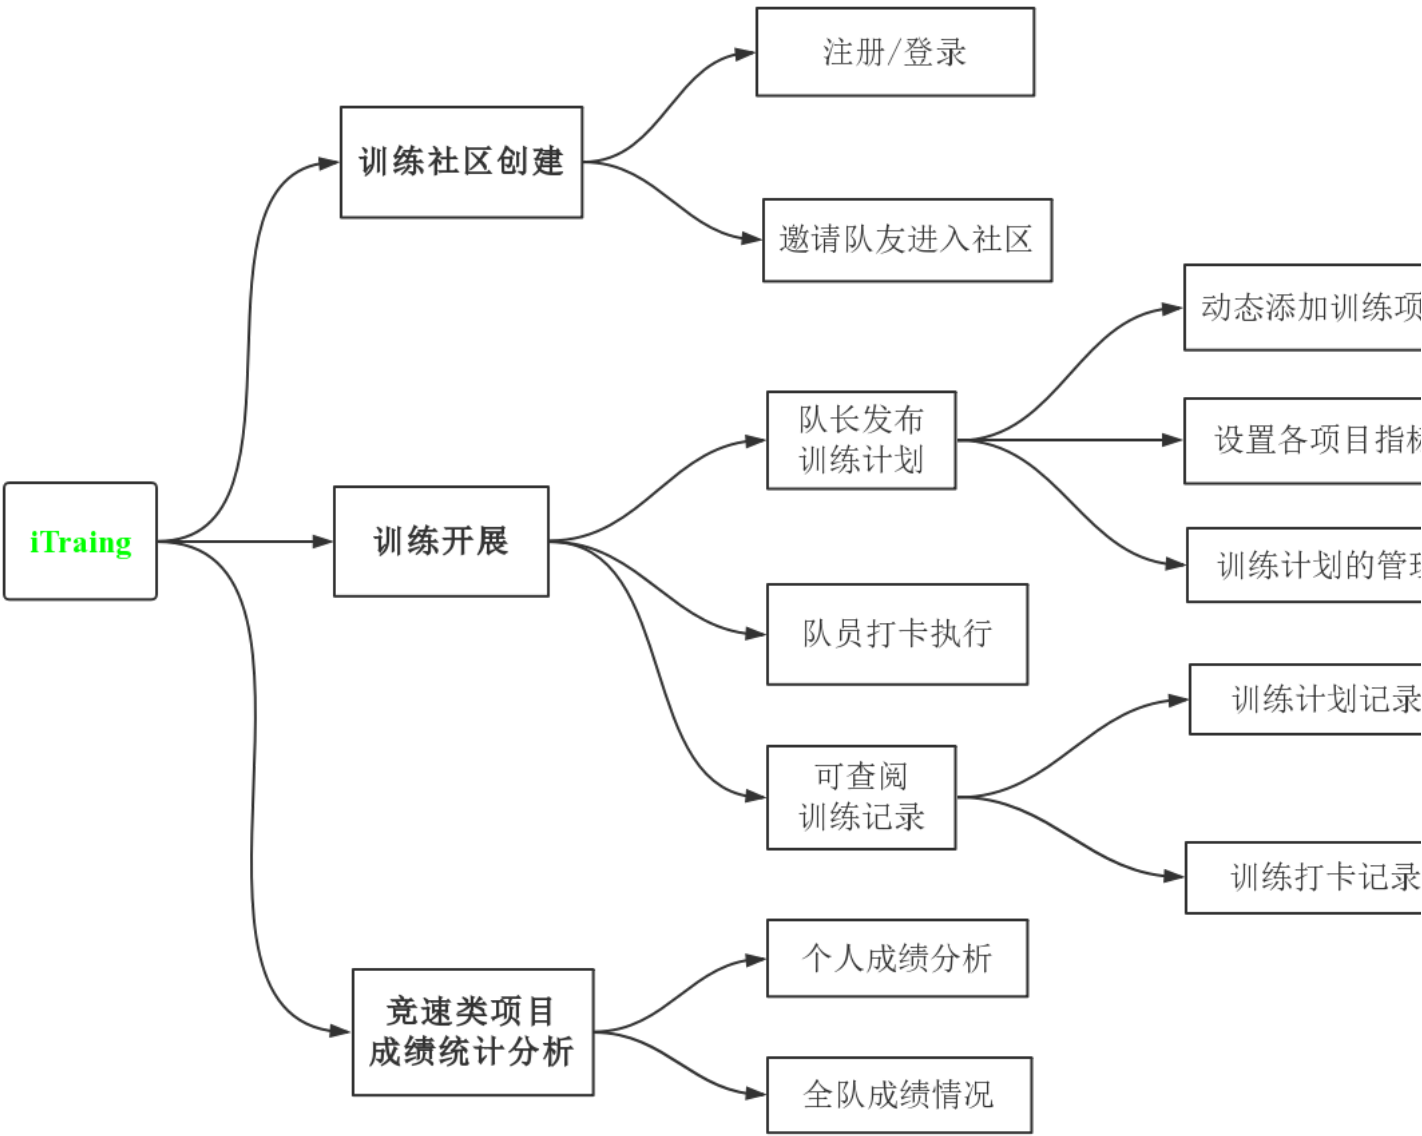 注册/登录
训练社区创建
邀请队友进入社区
动态添加训练项
队长发布
训练计划
设置各项目指标
iTraing
训练开展
训练计划的管理
队员打卡执行
训练计划记录
可查阅
训练记录
训练打卡记录
个人成绩分析
竞速类项目
成绩统计分析
全队成绩情况